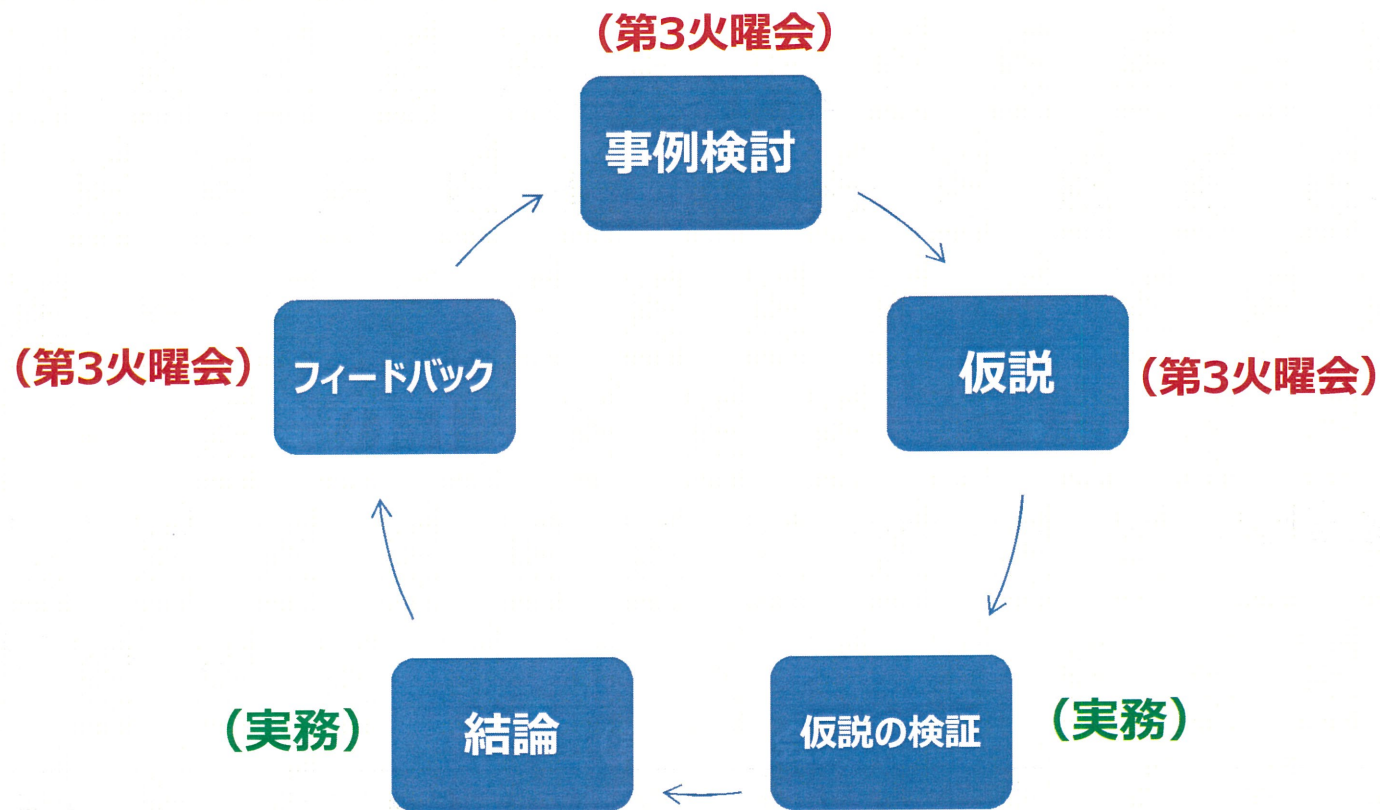 （第3火曜会）
事例検討
（第3火曜会）
フィードバック
仮説
（第3火曜会）
（実務）
結論
仮説の検証
（実務）